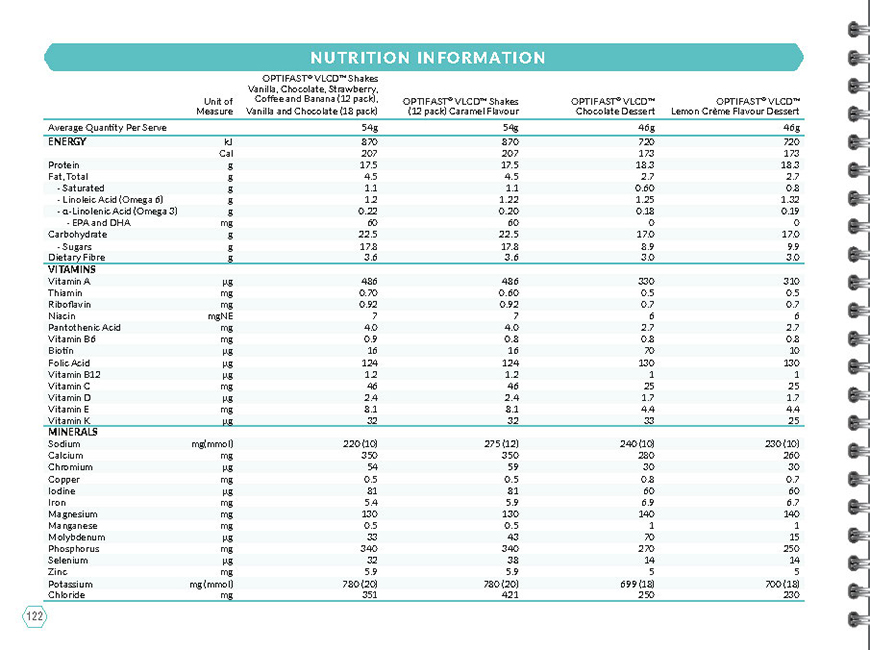 NUTRITION INFORMATION
OPTIFAST® VLCD™ Shakes
Vanilla, Chocolate, Strawberry,
Unit of Coffee and Banana (12 pack), OPTIFAST® VLCD™ Shakes OPTIFAST® VLCD™ OPTIFAST® VLCD™
Measure Vanilla and Chocolate (18 pack) (12 pack) Caramel Flavour Chocolate Dessert Lemon Crème Flavour Dessert
Average Quantity Per Serve 54g 54g 46g 46g
ENERGY kJ 870 870 720 720
Cal 207 207 173 173
Protein g 17.5 17.5 18.3 18.3
Fat, Total g 4.5 4.5 2.7 2.7
- Saturated g 1.1 1.1 0.60 0.8
- Linoleic Acid (Omega 6) g 1.2 1.22 1.25 1.32
- α-Linolenic Acid (Omega 3) g 0.22 0.20 0.18 0.19
- EPA and DHA mg 60 60 0 0
Carbohydrate g 22.5 22.5 17.0 17.0
- Sugars g 17.8 17.8 8.9 9.9
Dietary Fibre g 3.6 3.6 3.0 3.0
VITAMINS
Vitamin A µg 486 486 330 310
Thiamin mg 0.70 0.60 0.5 0.5
Riboflavin mg 0.92 0.92 0.7 0.7
Niacin mgNE 7 7 6 6
Pantothenic Acid mg 4.0 4.0 2.7 2.7
Vitamin B6 mg 0.9 0.8 0.8 0.8
Biotin µg 16 16 70 10
Folic Acid µg 124 124 130 130
Vitamin B12 µg 1.2 1.2 1 1
Vitamin C mg 46 46 25 25
Vitamin D µg 2.4 2.4 1.7 1.7
Vitamin E mg 8.1 8.1 4.4 4.4
Vitamin K µg 32 32 33 25
MINERALS
Sodium mg(mmol) 220 (10) 275 (12) 240 (10) 230 (10)
Calcium mg 350 350 280 260
Chromium µg 54 59 30 30
Copper mg 0.5 0.5 0.8 0.7
Iodine µg 81 81 60 60
Iron mg 5.4 5.9 6.9 6.7
Magnesium mg 130 130 140 140
Manganese mg 0.5 0.5 1 1
Molybdenum µg 33 43 70 15
Phosphorus mg 340 340 270 250
Selenium µg 32 38 14 14
Zinc mg 5.9 5.9 5 5
Potassium mg (mmol) 780 (20) 780 (20) 699 (18) 700 (18)
Chloride mg 351 421 250 230
122